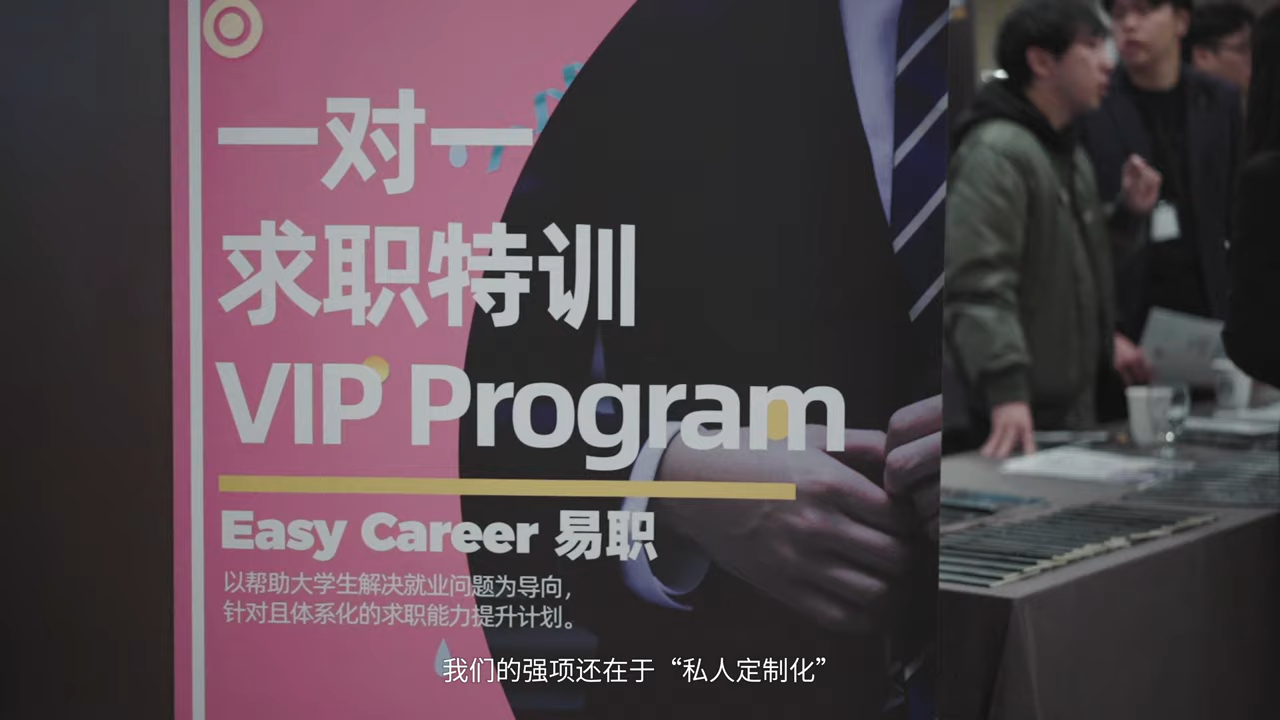 一对一
求职特训
VIP Program
Easy Career 易职
以帮助大学生解决就业问题为导向，
针对且体系化的求职能力提升计划。
我们的强项还在于“私人定制化”